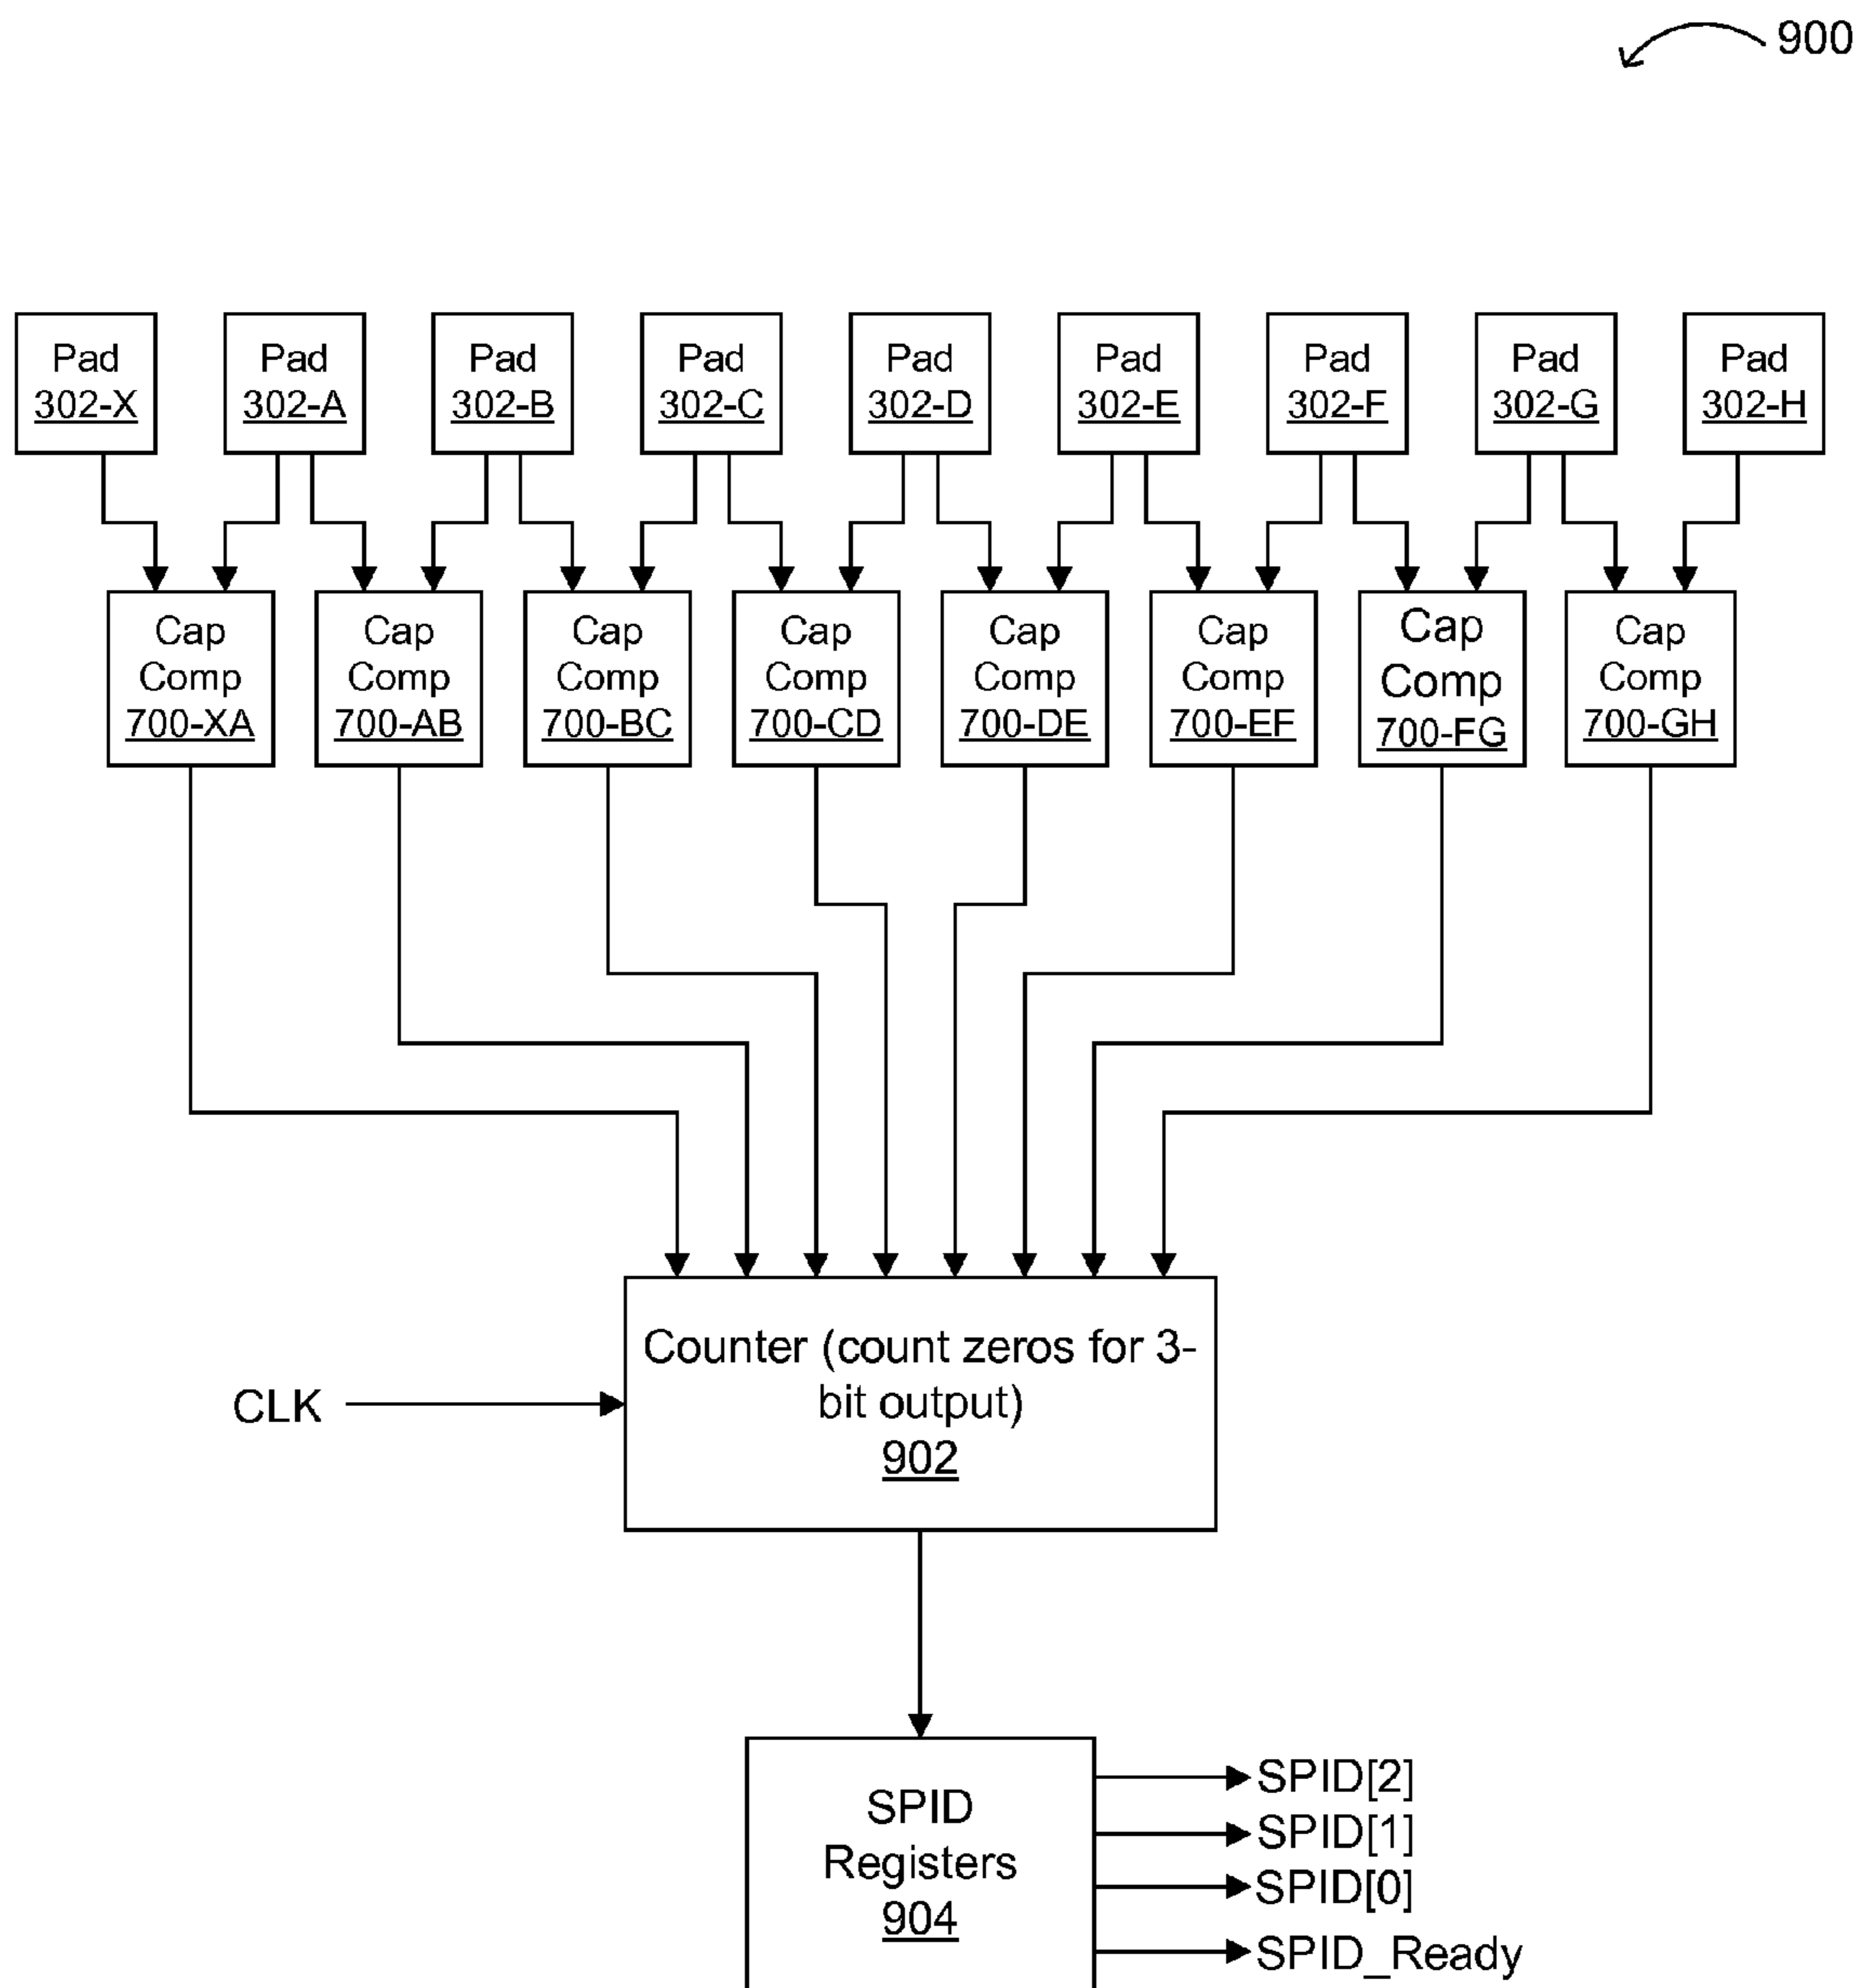 900
Pad
302-X
Pad
302-A
Pad
302-B
Pad
302-C
Pad
302-D
Pad
302-E
Pad
302-F
Pad
302-G
Pad
302-H
Cap
Comp
700-XA
Cap
Comp
700-AB
Cap
Comp
700-BC
Cap
Comp
700-CD
Cap
Comp
700-DE
Cap
Comp
700-EF
Cap
Comp
700-FG
Cap
Comp
700-GH
CLK
Counter (count zeros for 3-
bit output)
902
SPID
Registers
904
SPID[2]
SPID[1]
SPID[0]
SPID_Ready